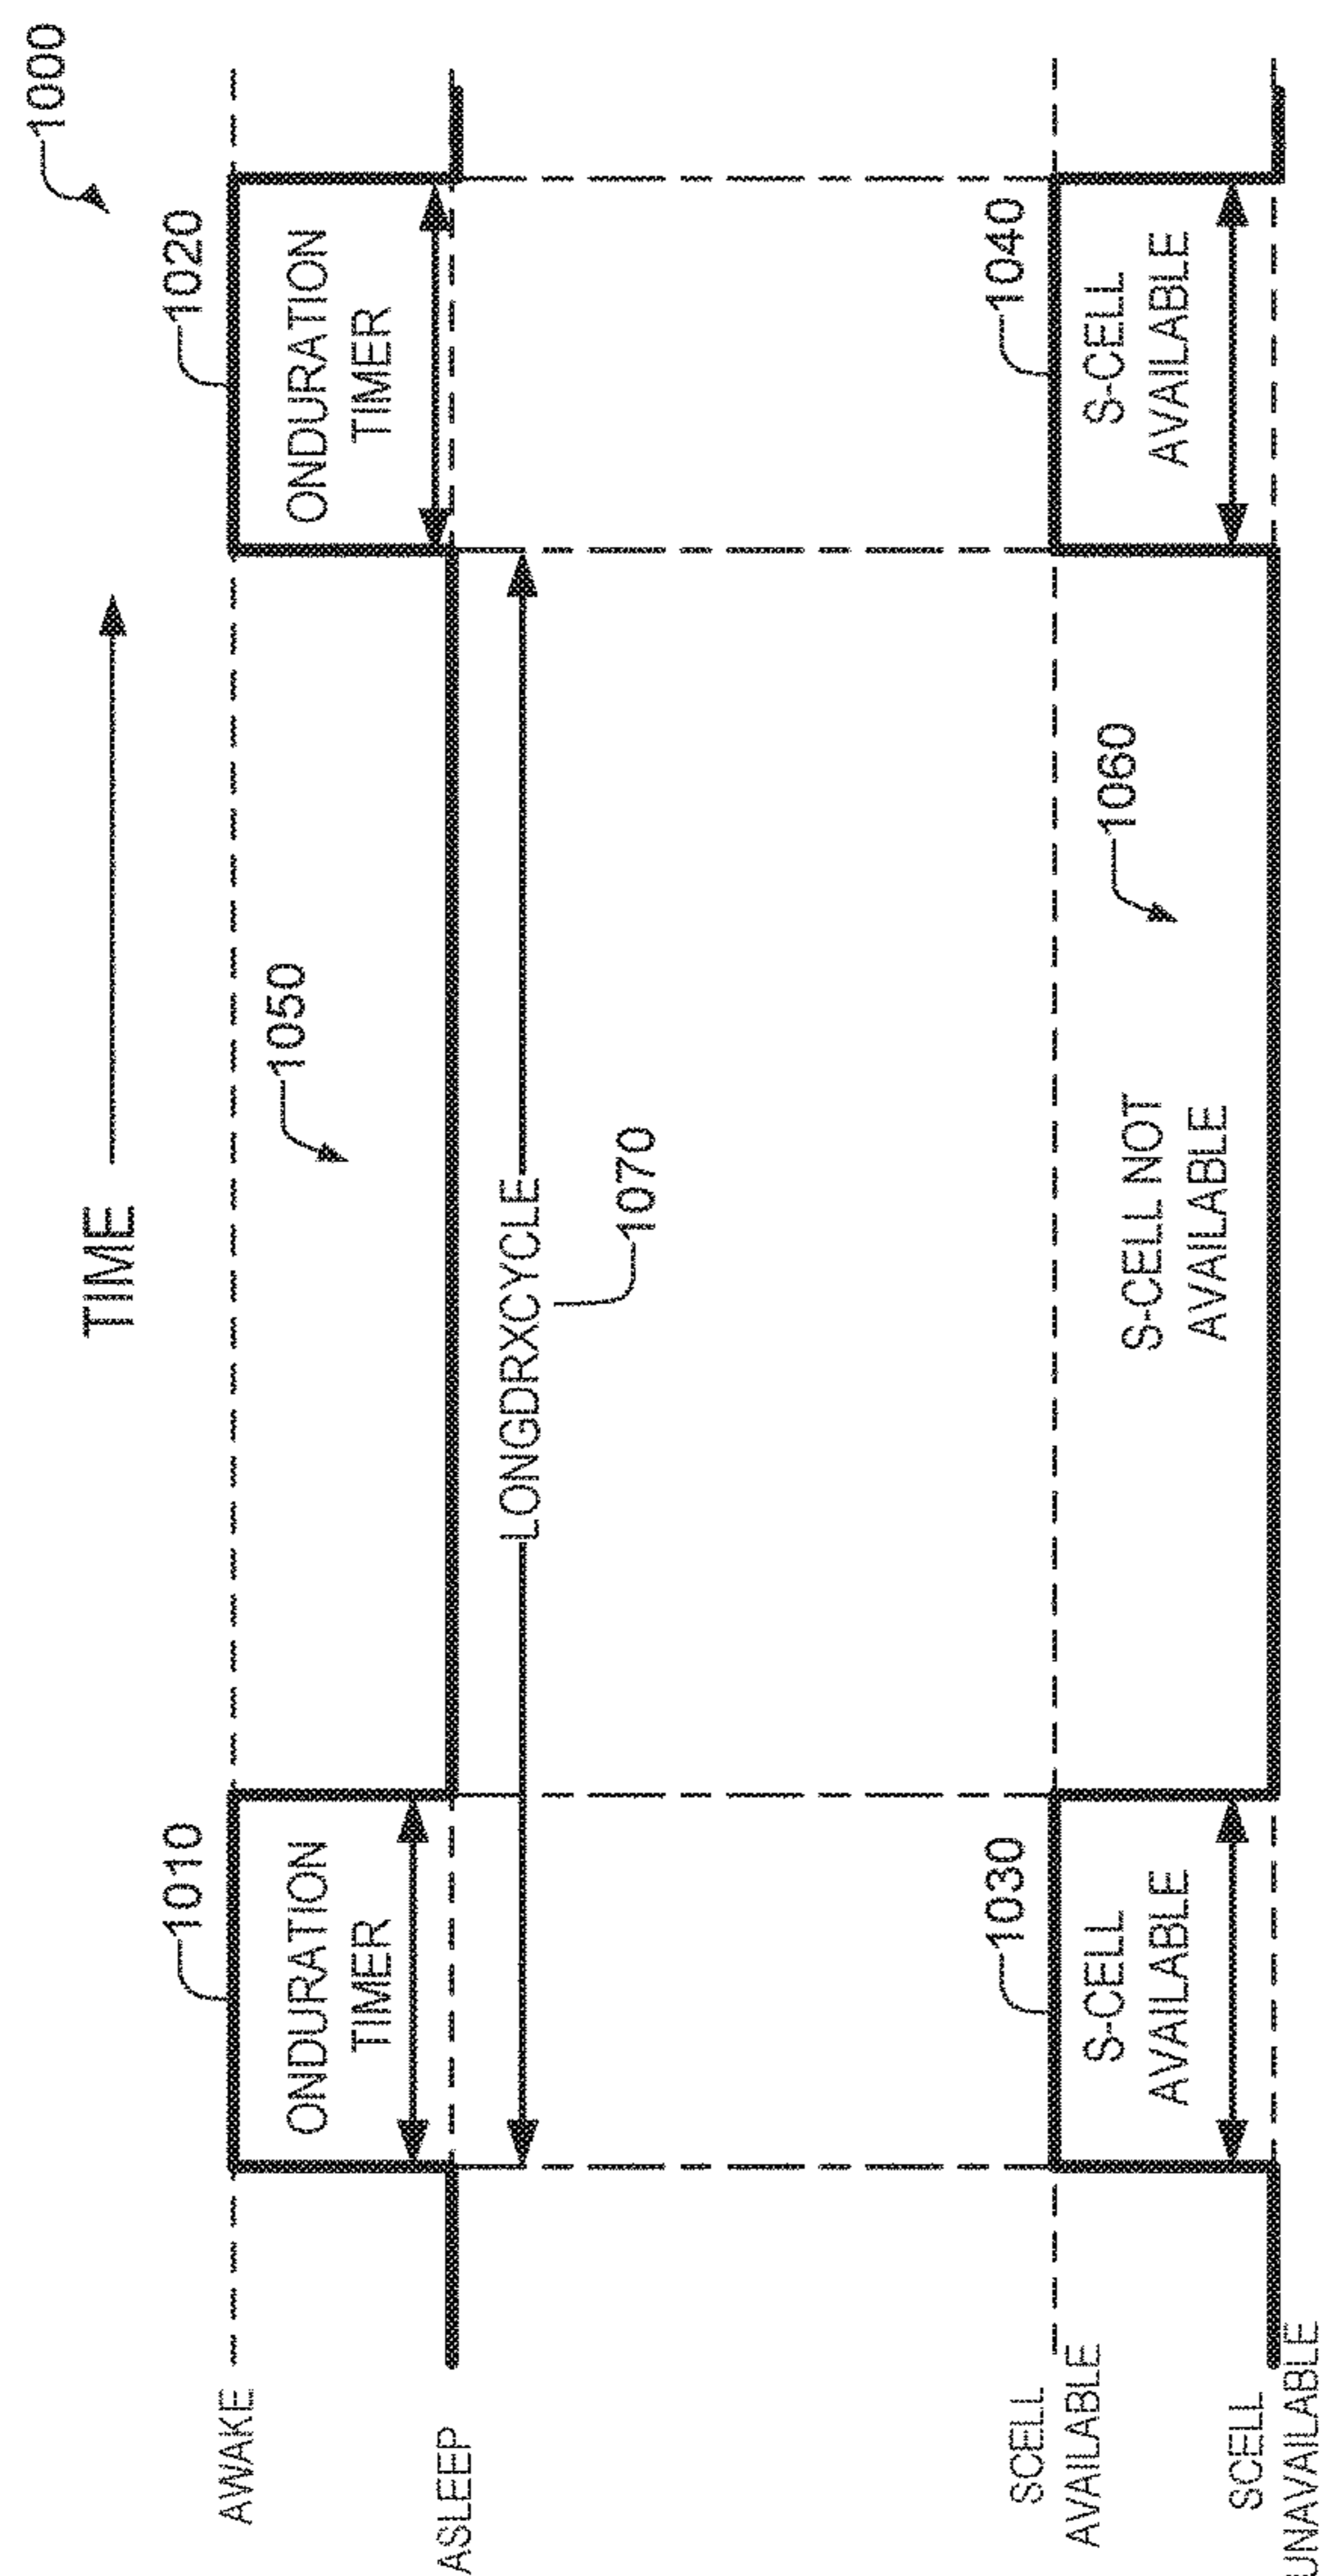 1000
TIME
1010
1020
AWAKE
ONDURATION
TIMER
ONDURATION
TIMER
1050
ASLEEP
LONGDRXCYCLE
1070
1030
1040
SCELL
AVAILABLE
S-CELL
AVAILABLE
S-CELL NOT
AVAILABLE
1060
S-CELL
AVAILABLE
SCELL
UNAVAILABLE